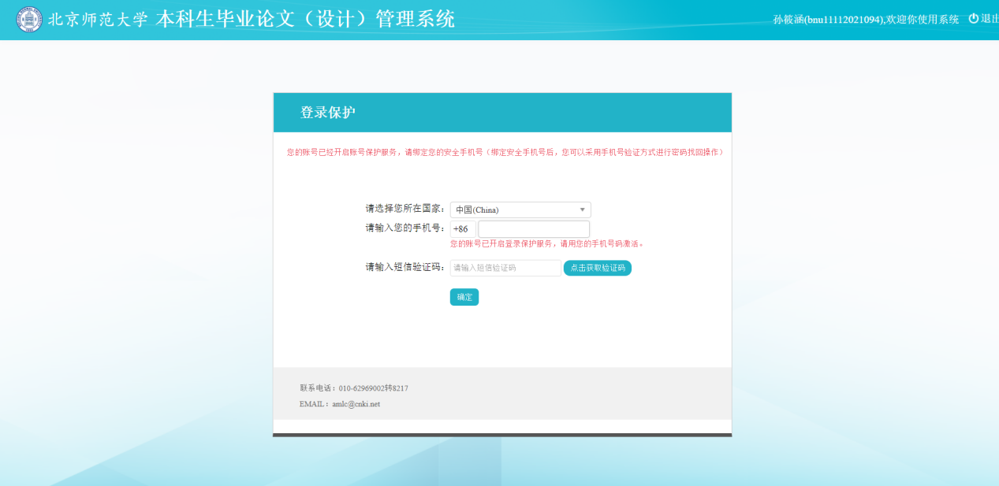 北京师范大学 本科生毕业论文（设计）管理系统
孙筱涵(bnu11112021094),欢迎你使用系统 退出
登录保护
您的账号已经开启账号保护服务，请绑定您的安全手机号（绑定安全手机号后，您可以采用手机号验证方式进行密码找回操作）
请选择您所在国家： 中国(China)
请输入您的手机号： +86
您的账号已开启登录保护服务，请用您的手机号码激活。
请输入短信验证码： 请输入短信验证码 点击获取验证码
确定
联系电话：010-62969002转8217
EMAIL：amlc@cnki.net